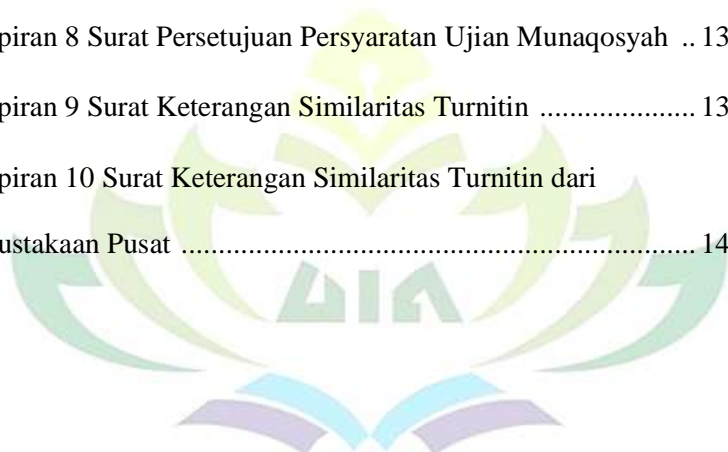 piran 8 Surat Persetujuan Persyaratan Ujian Munaqosyah .. 13
piran 9 Surat Keterangan Similaritas Turnitin ..................... 13
piran 10 Surat Keterangan Similaritas Turnitin dari
ustakaan Pusat ..................................................................... 14
UIN